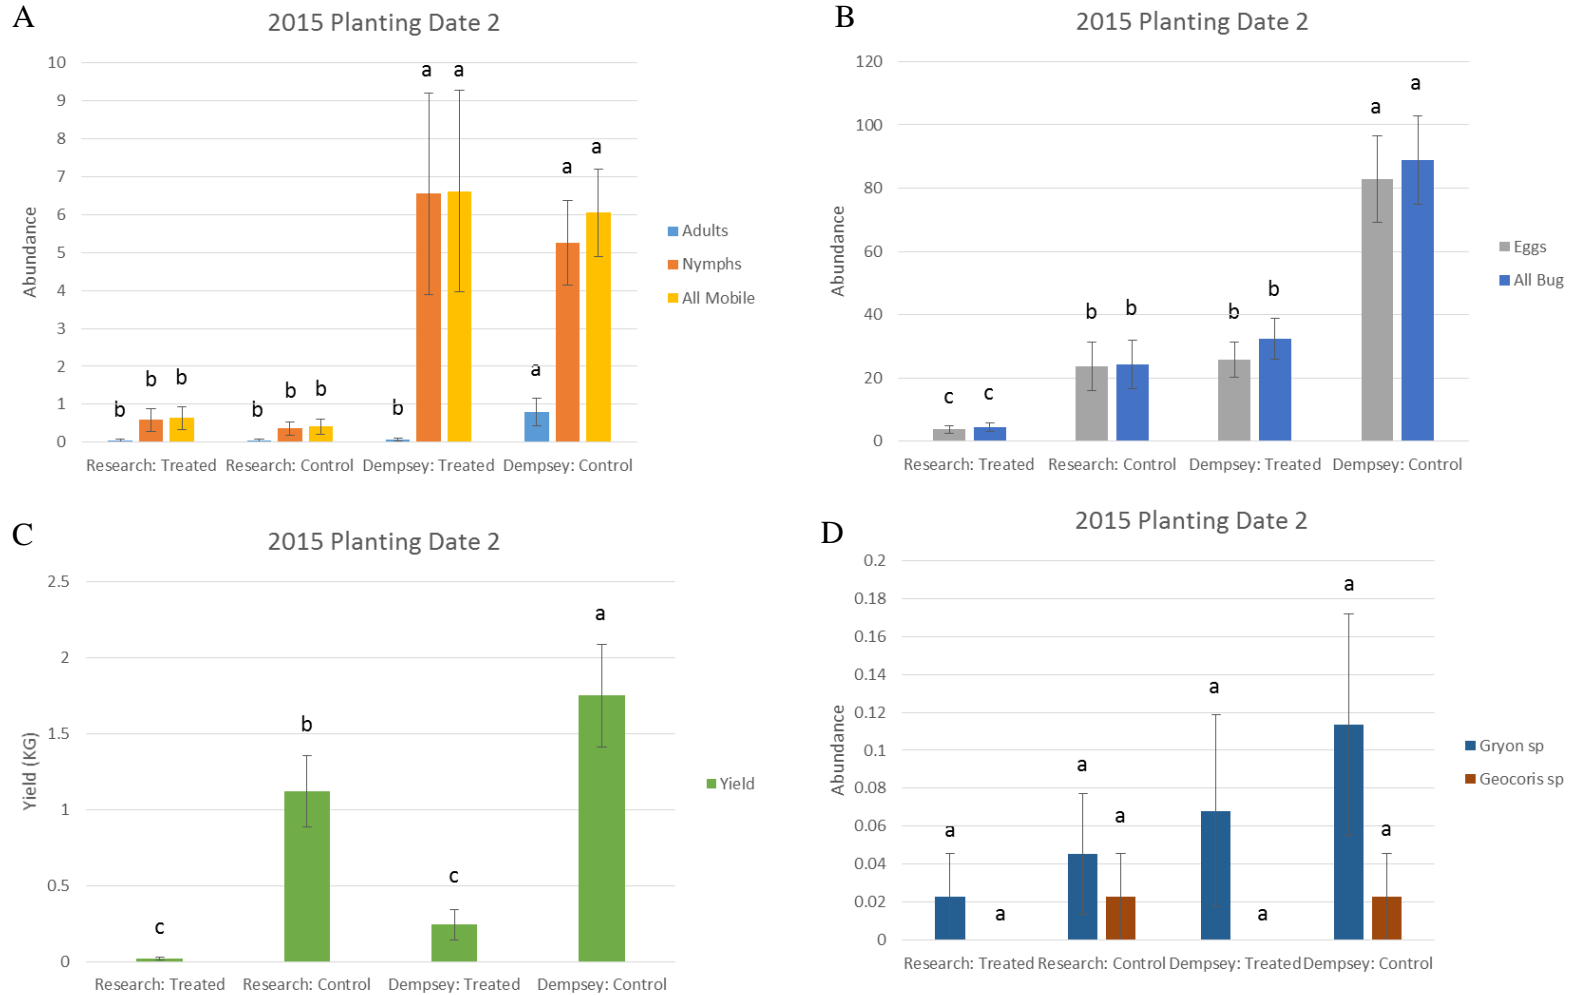 A
2015 Planting Date 2
10
9
8
7
6
5
4
3
2
1
0
Abundance
b b b
b b b
b a a
a a a
Research: Treated Research: Control Dempsey: Treated Dempsey: Control
Adults
Nymphs
All Mobile
B
2015 Planting Date 2
120
100
80
60
40
20
0
Abundance
c c
b b
b b
a a
Research: Treated Research: Control Dempsey: Treated Dempsey: Control
Eggs
All Bug
C
2015 Planting Date 2
2.5
2
1.5
1
0.5
0
Yield (KG)
c
b
c
a
Research: Treated Research: Control Dempsey: Treated Dempsey: Control
Yield
D
2015 Planting Date 2
0.2
0.18
0.16
0.14
0.12
0.1
0.08
0.06
0.04
0.02
0
Abundance
a a
a a
a a
a a
Research: Treated Research: Control Dempsey: Treated Dempsey: Control
Gryon sp
Geocoris sp